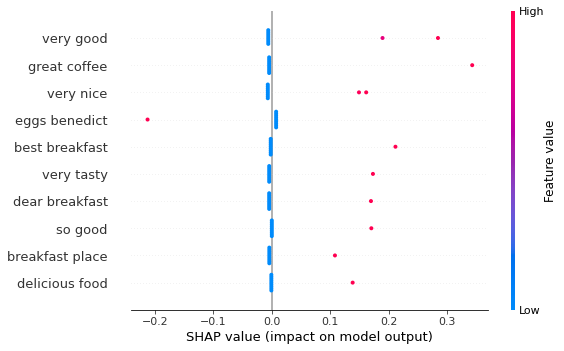 High
very good
great coffee
very nice
eggs benedict
best breakfast
very tasty
dear breakfast
so good
breakfast place
delicious food
Feature value
Low
−0.2 −0.1 0.0 0.1 0.2 0.3
SHAP value (impact on model output)